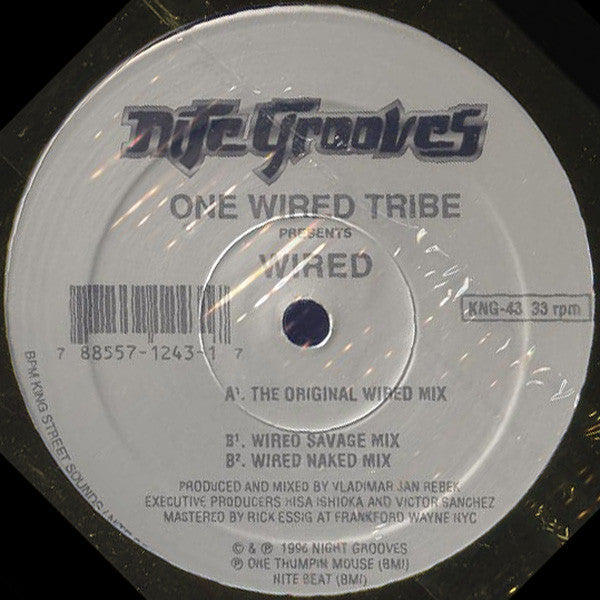 Nite Grooves
ONE WIRED TRIBE
PRESENTS
WIRED
KNG-43 33 rpm
7 88557-1243-1 7
A1. THE ORIGINAL WIRED MIX
B1. WIRED SAVAGE MIX
B2. WIRED NAKED MIX
PRODUCED AND MIXED BY VLADIMAR JAN REBEK
EXECUTIVE PRODUCERS HISA ISHIOKA AND VICTOR SANCHEZ
MASTERED BY RICK ESSIG AT FRANKFORD WAYNE NYC
© & ℗ 1996 NIGHT GROOVES
℗ ONE THUMPIN MOUSE (BMI)
NITE BEAT (BMI)
BPM KING STREET SOUNDS/NITE